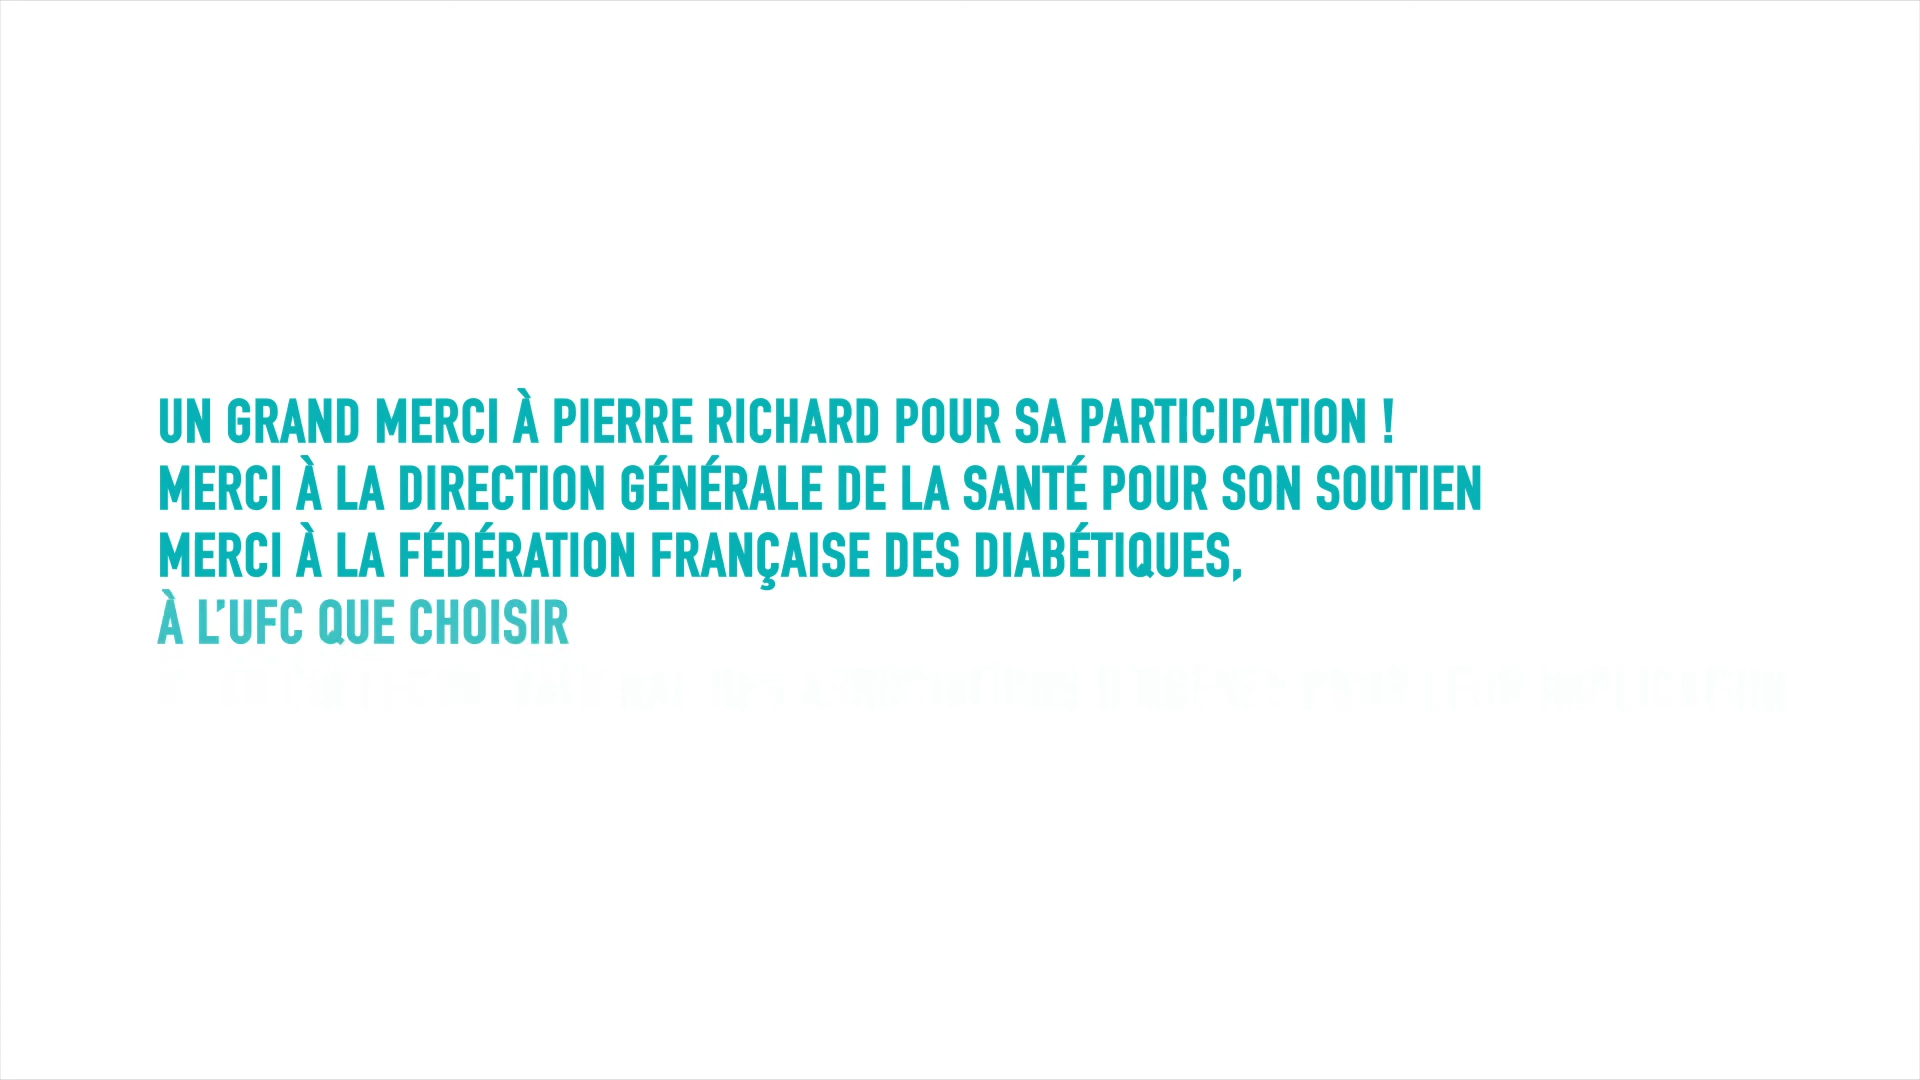 UN GRAND MERCI À PIERRE RICHARD POUR SA PARTICIPATION !
MERCI À LA DIRECTION GÉNÉRALE DE LA SANTÉ POUR SON SOUTIEN
MERCI À LA FÉDÉRATION FRANÇAISE DES DIABÉTIQUES,
À L’UFC QUE CHOISIR